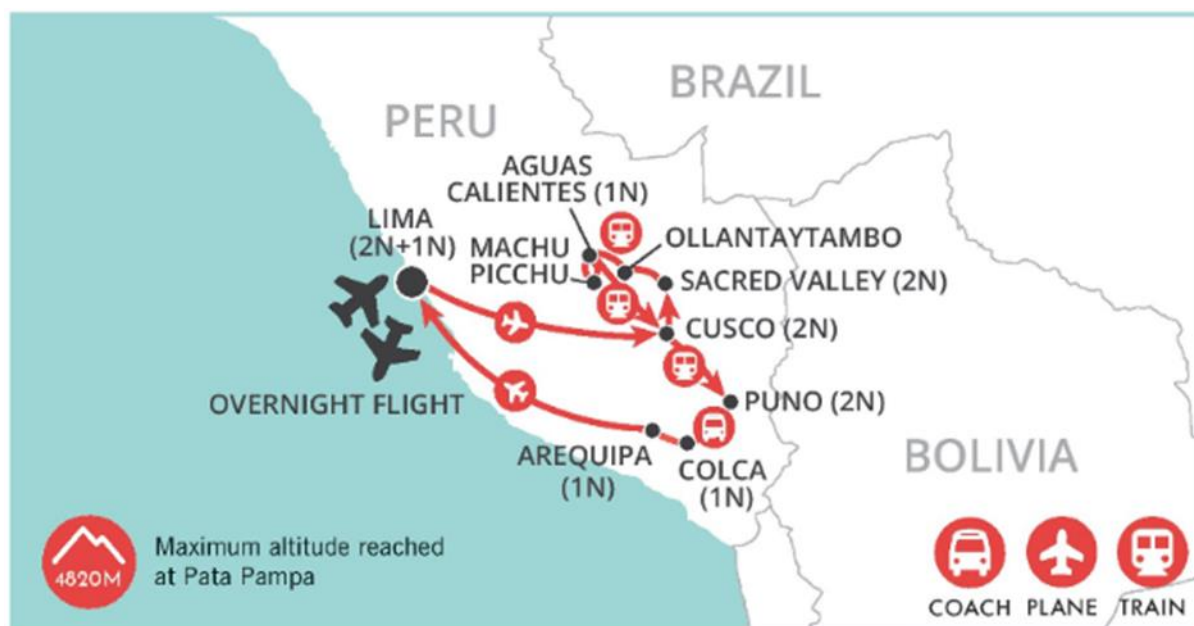 BRAZIL
PERU
AGUAS
CALIENTES (1N)
LIMA
(2N+1N)
MACHU
PICCHU
OLLANTAYTAMBO
SACRED VALLEY (2N)
CUSCO (2N)
OVERNIGHT FLIGHT
PUNO (2N)
AREQUIPA
(1N)
COLCA
(1N)
BOLIVIA
4820M
Maximum altitude reached
at Pata Pampa
COACH PLANE TRAIN